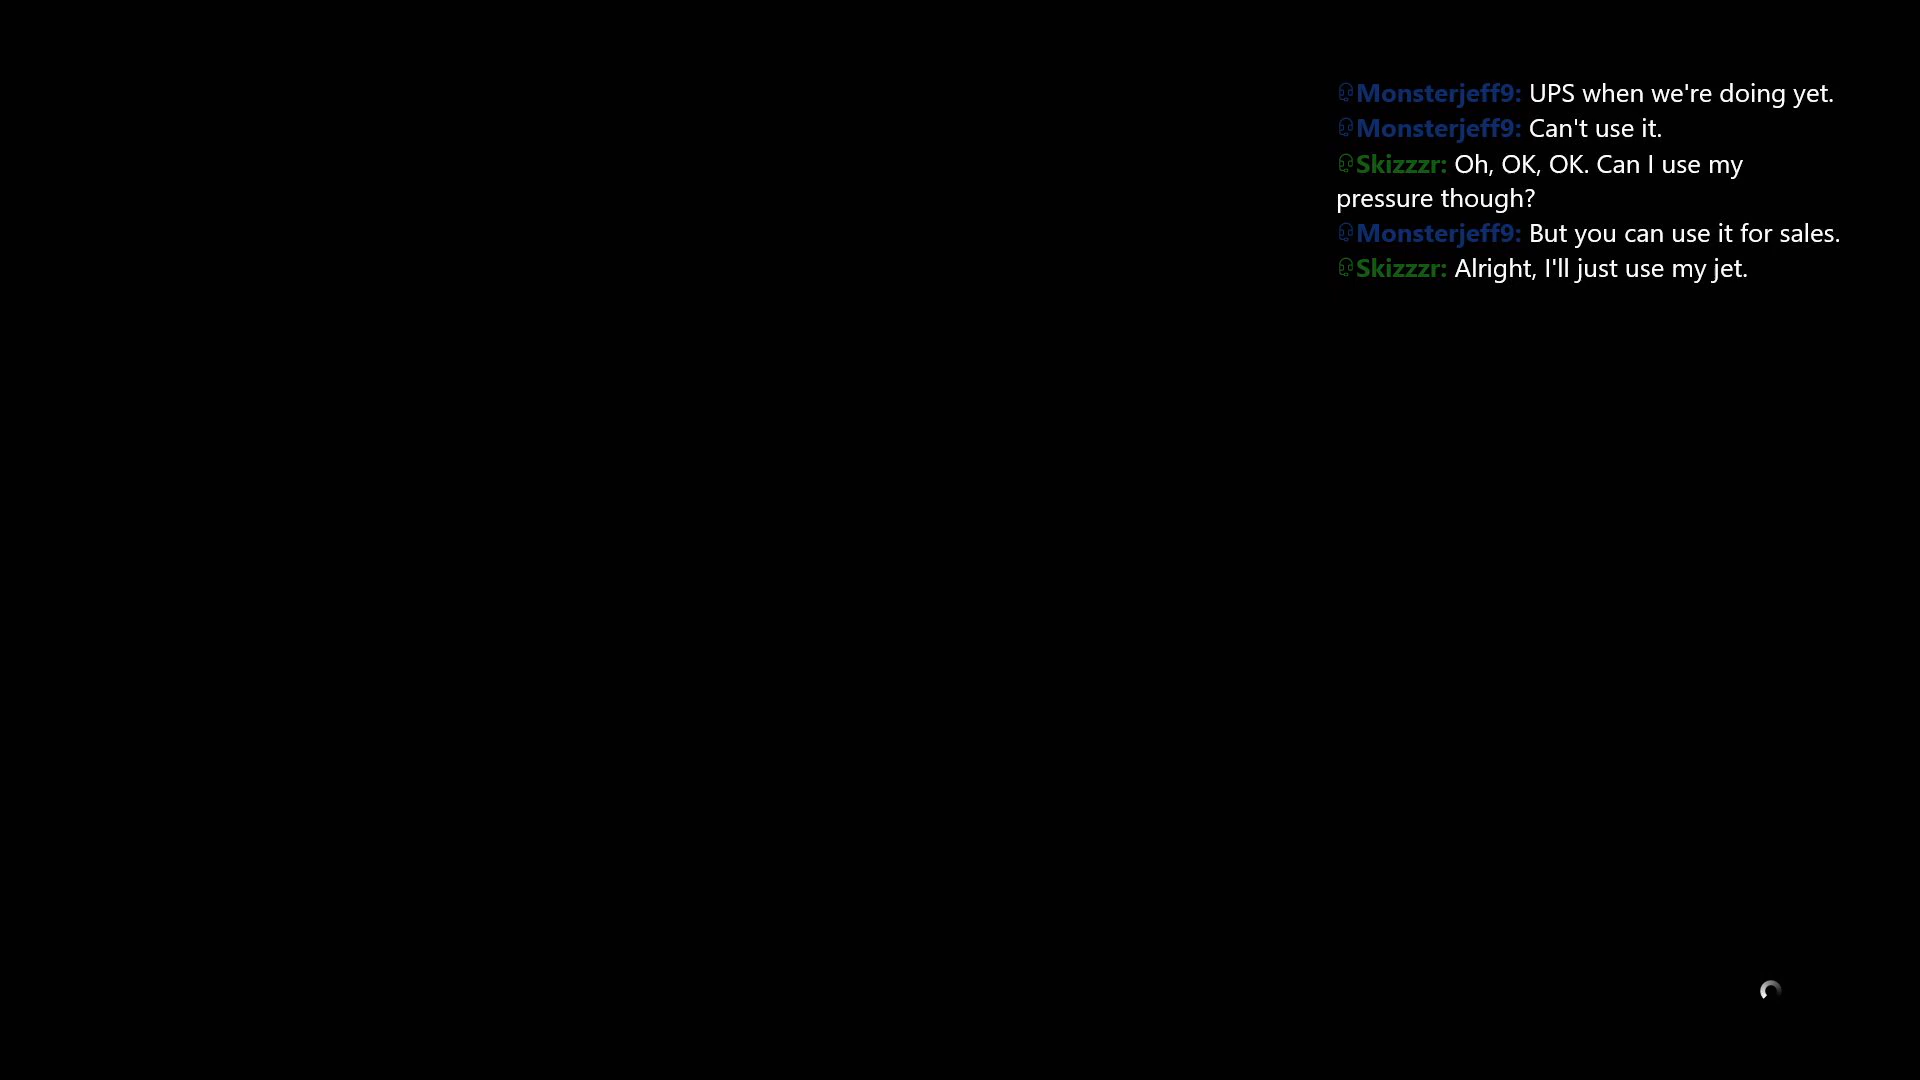 Monsterjeff9: UPS when we're doing yet.
Monsterjeff9: Can't use it.
Skizzzr: Oh, OK, OK. Can I use my
pressure though?
Monsterjeff9: But you can use it for sales.
Skizzzr: Alright, I'll just use my jet.